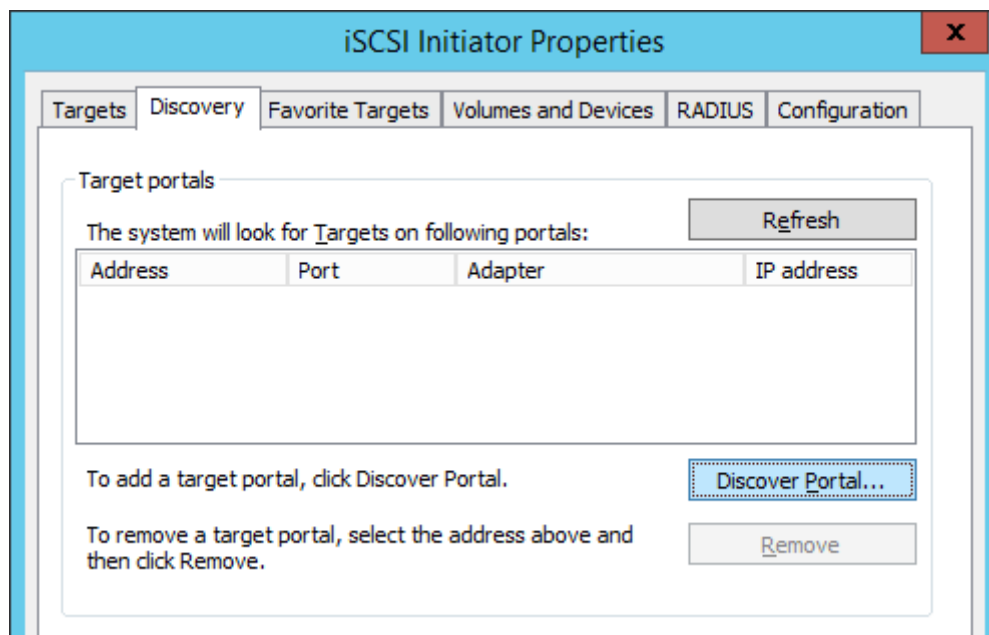 iSCSI Initiator Properties
x
Targets Discovery Favorite Targets Volumes and Devices RADIUS Configuration
Target portals
Refresh
The system will look for Targets on following portals:
Address Port Adapter IP address
To add a target portal, click Discover Portal.
Discover Portal...
To remove a target portal, select the address above and
then click Remove.
Remove